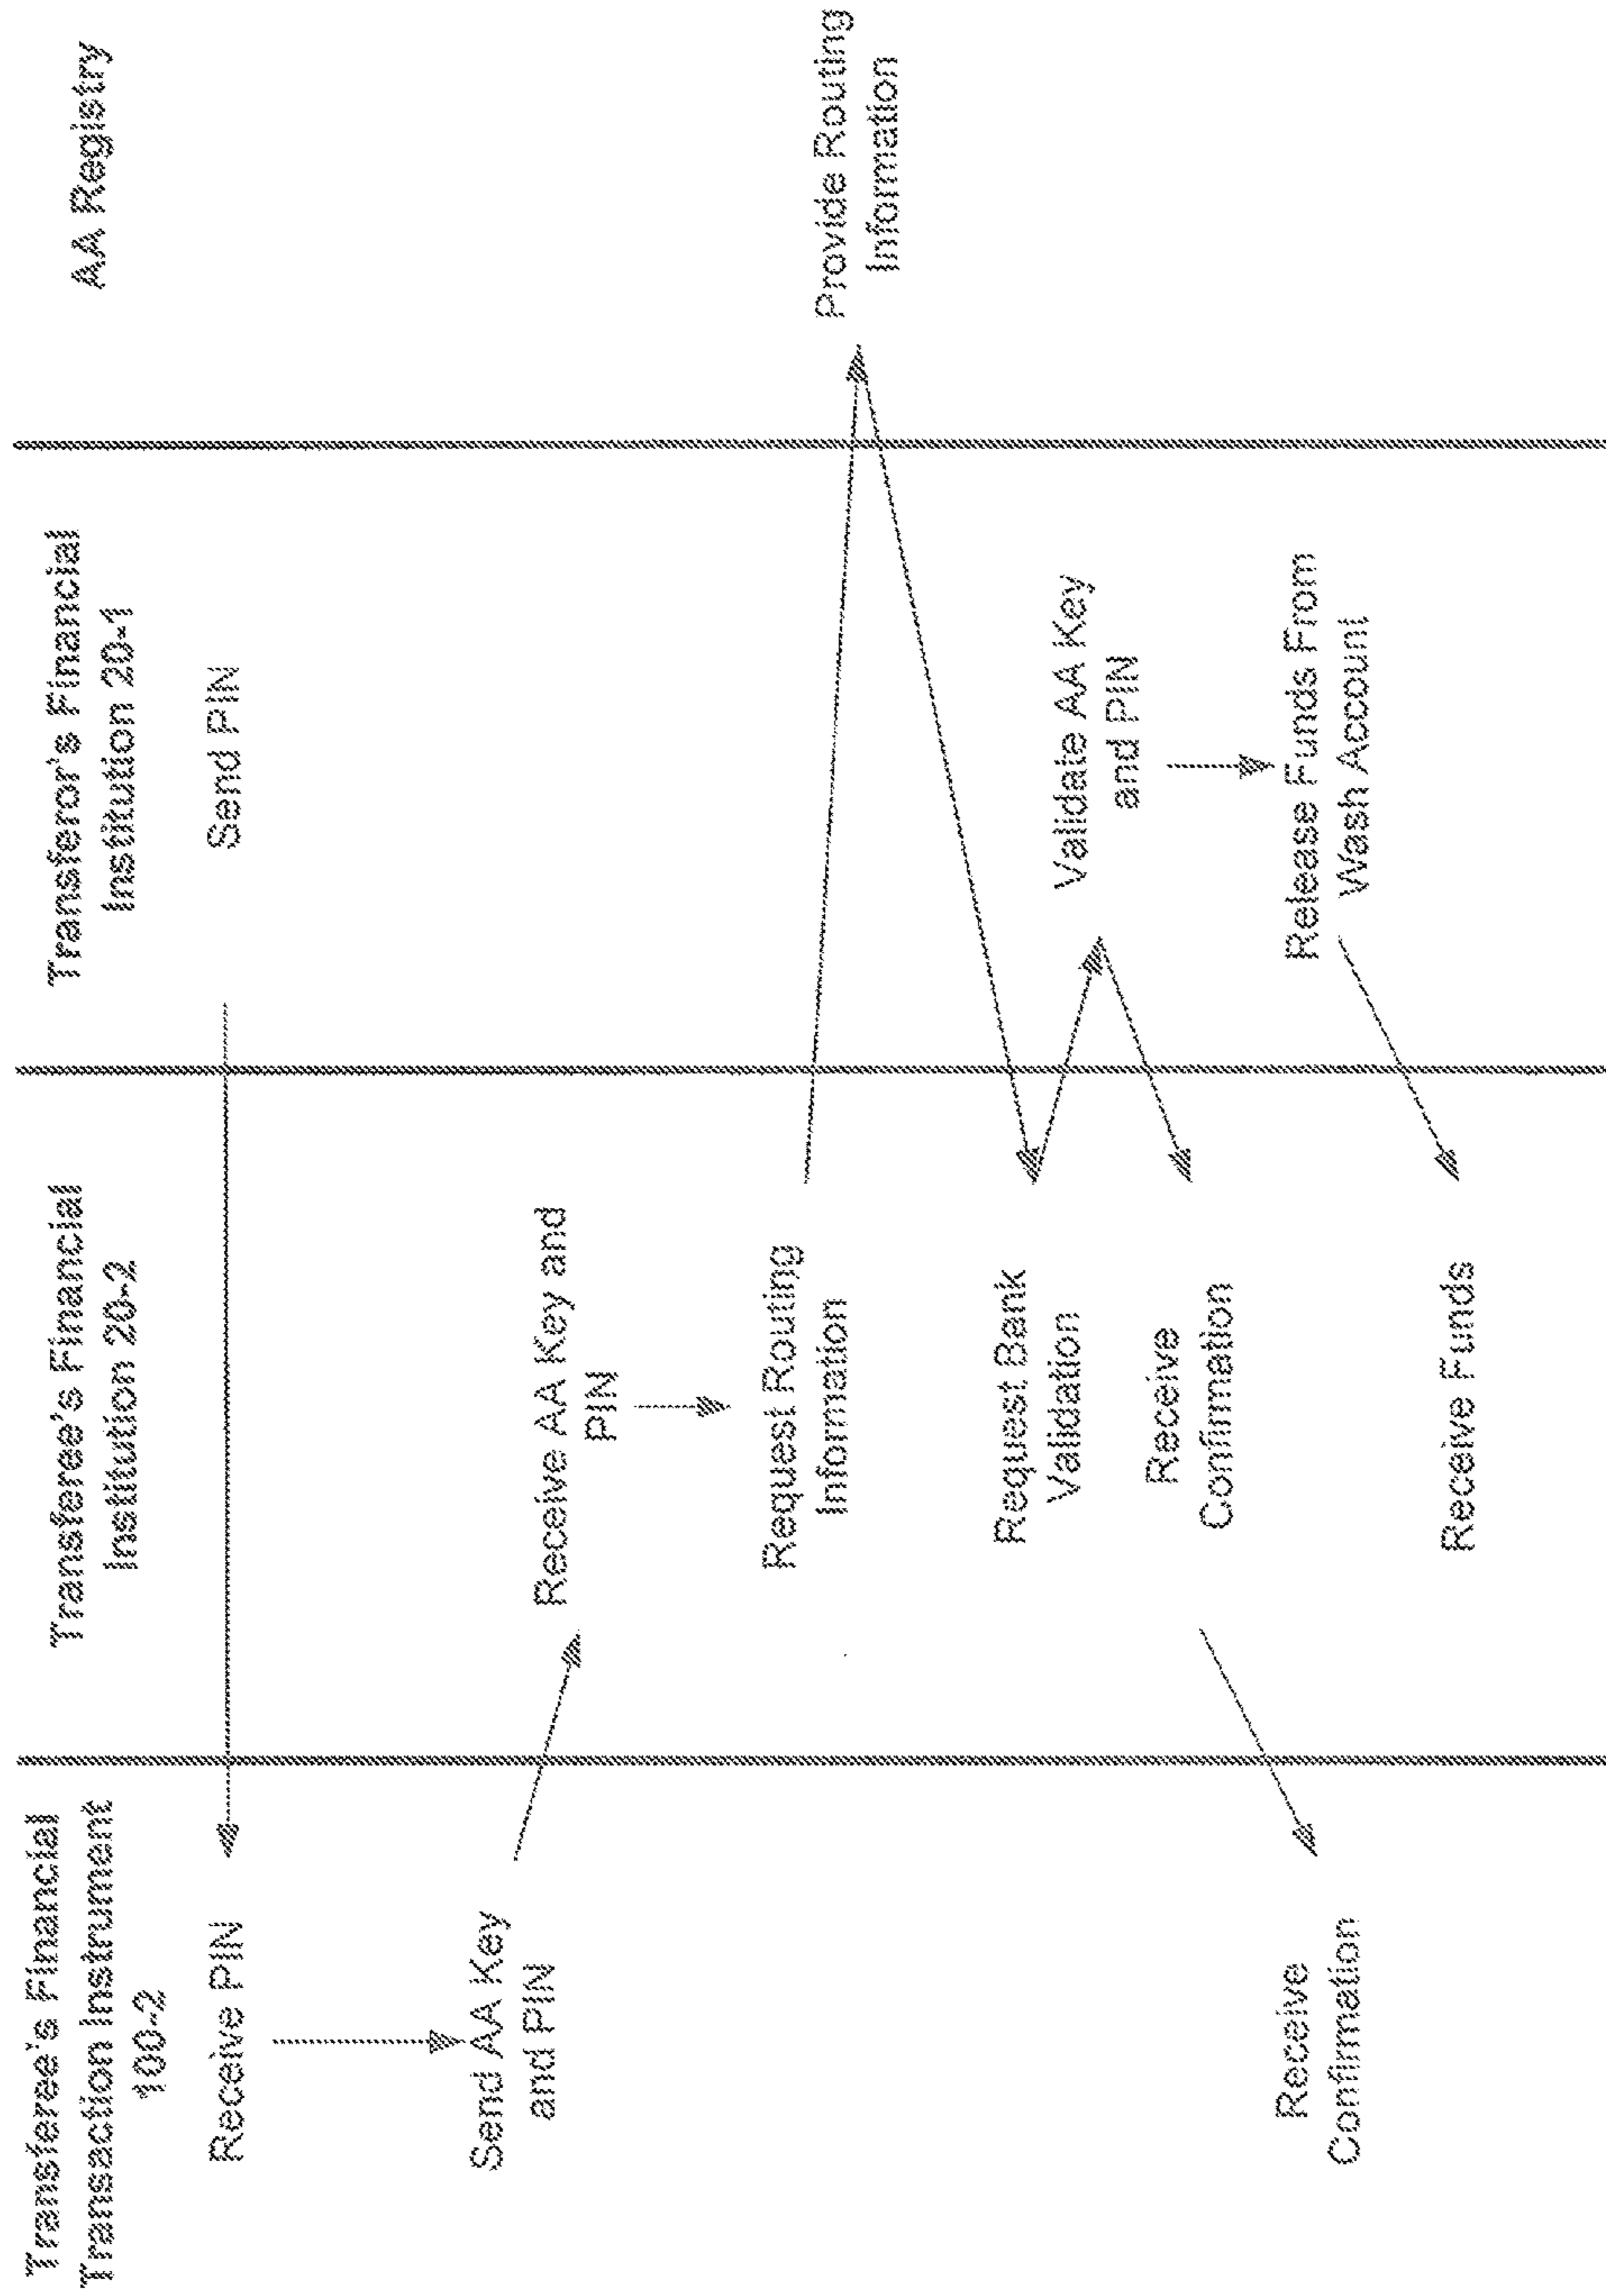 Transferee's Financial
Transaction Instrument
100-2
Transferee's Financial
Institution 20-2
Transferor's Financial
Institution 20-1
AA Registry
Receive PIN
Send PIN
Send AA Key
and PIN
Receive AA Key and
PIN
Request Routing
Information
Provide Routing
Information
Request Bank
Validation
Validate AA Key
and PIN
Receive
Confirmation
Receive
Confirmation
Release Funds From
Wash Account
Receive Funds